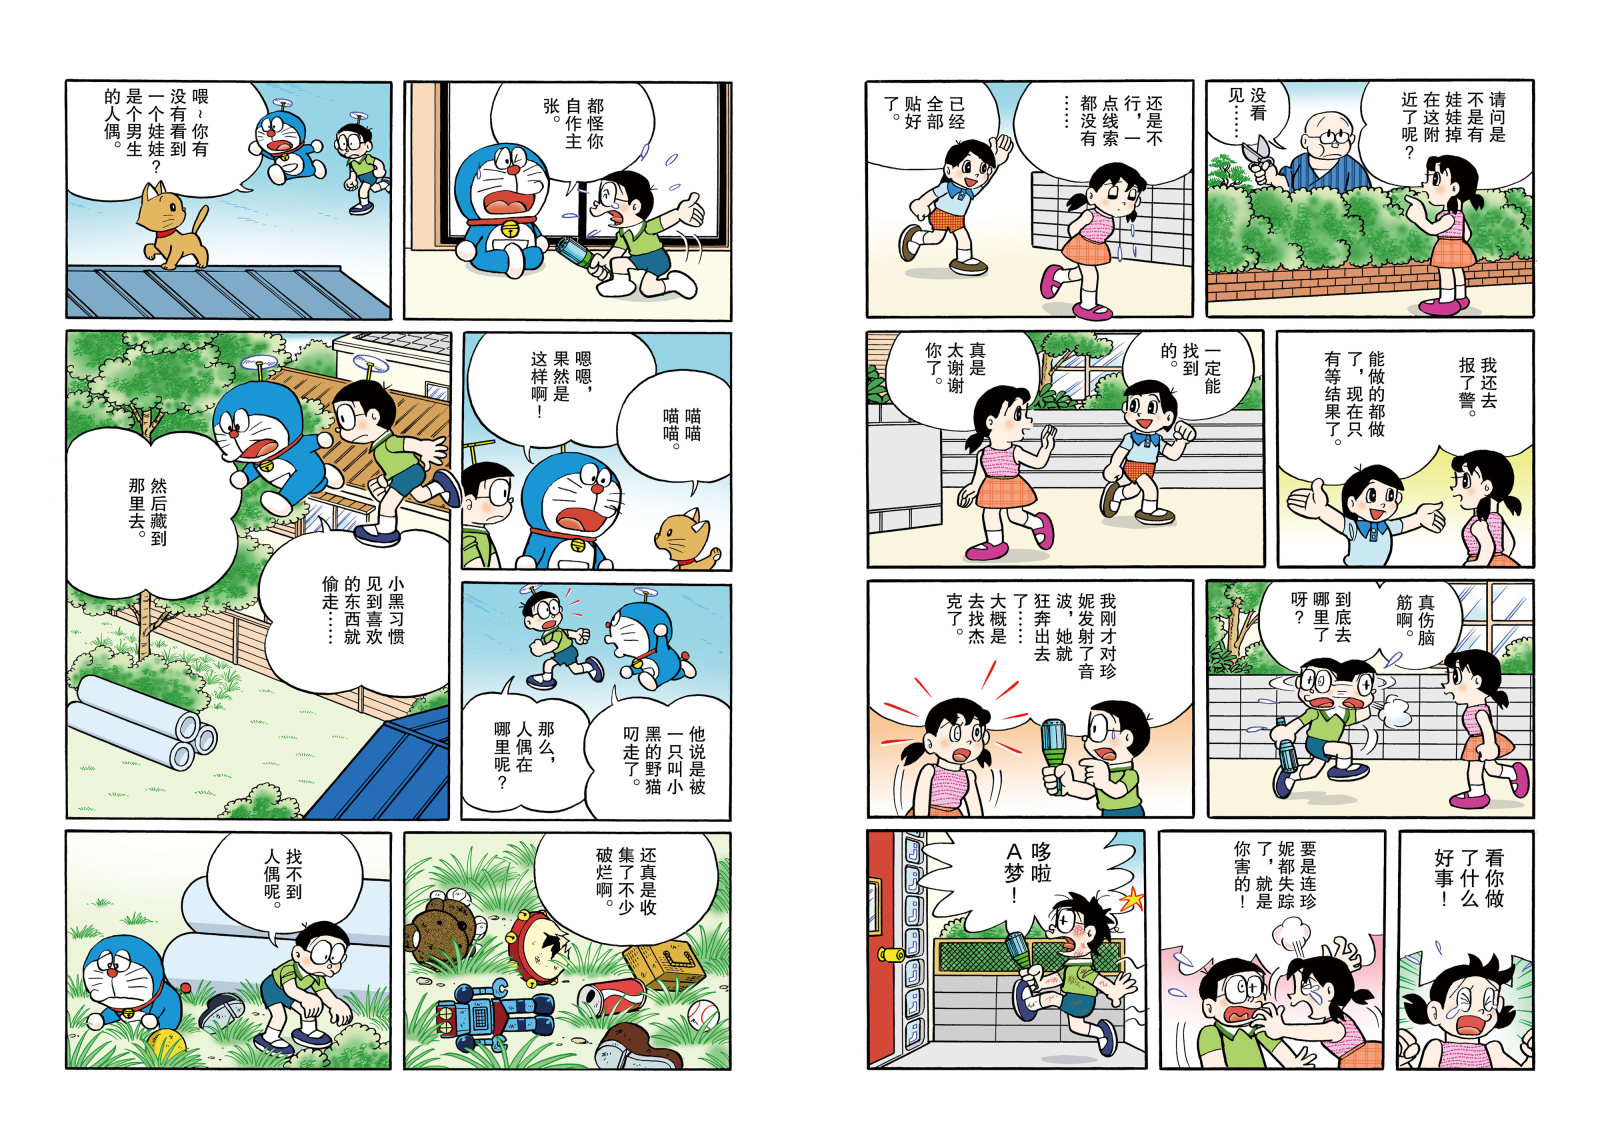 请问是
不是有
娃娃掉
在这附
近了呢?
没看
见……
还是不
行，一
点线索
都没有
……
已经
全部
贴好
了。
我还去
报了警。
能做的都做
了，现在只
有等结果了。
一定能
找到
的。
真是
太谢谢
你了。
真伤脑
筋啊。
到底去
哪里了
呀?
我刚才对珍
妮发射了音
波，她就
狂奔出去
了……
大概是
去找杰
克了。
看你做
了什么
好事!
要是连珍
妮都失踪
了，就是
你害的!
哆啦
A梦!
都怪你
自作主
张。
喂~你有
没有看到
一个娃娃?
是个男生
的人偶。
喵喵
喵喵。
嗯嗯，
果然是
这样啊!
他说是被
一只叫小
黑的野猫
叼走了。
那么，
人偶在
哪里呢?
小黑习惯
见到喜欢
的东西就
偷走……
然后藏到
那里去。
还真是收
集了不少
破烂啊。
找不到
人偶呢。